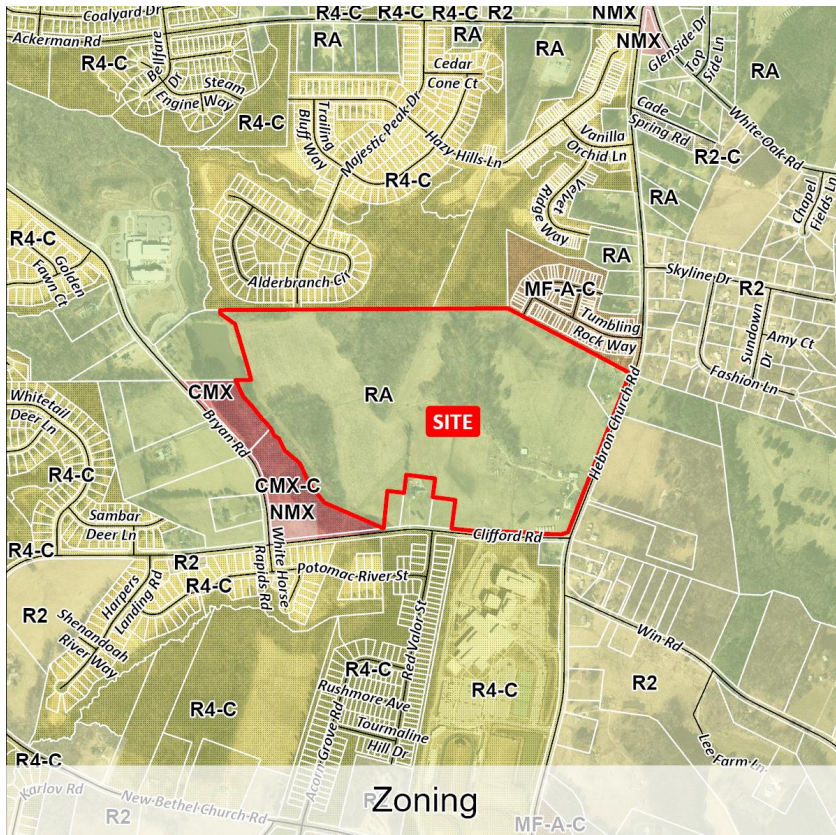 Coalyard Dr
R4-C
R4-C
R4-C
R2
NMX
Ackerman Rd
RA
RA
RA
NMX
Glenside Dr
Top
Side Ln
R4-C
Bellfare
Dr
Steam
Engine Way
Cedar
Cone Ct
RA
R4-C
Trailing
Bluff Way
Majestic Peak Dr
Hazy Hills Ln
Cade
Spring Rd
White Oak Rd
Vanilla
Orchid Ln
R2-C
R4-C
Velvet
Ridge Way
RA
Chapel
Fields Ln
R4-C
Golden
Fawn Ct
RA
Alderbranch Cir
Skyline Dr
MF-A-C
R2
Tumbling
Rock Way
Sundown
Dr
Amy Ct
Fashion Ln
CMX
RA
SITE
Whitetail
Deer Ln
Bryan Rd
Hebron Church Rd
R4-C
CMX-C
NMX
Sambar
Deer Ln
Clifford Rd
R4-C
R2
White Horse
Rapids Rd
Potomac River St
R4-C
Harpers
Landing Rd
R2
Shenandoah
River Way
Red Valor St
Win Rd
R4-C
Rushmore Ave
R4-C
R2
R4-C
Acorn Grove Rd
Tourmaline
Hill Dr
Lee Farm Ln
R4-C
Karlov Rd
New Bethel Church Rd
R2
Zoning
MF-A-C